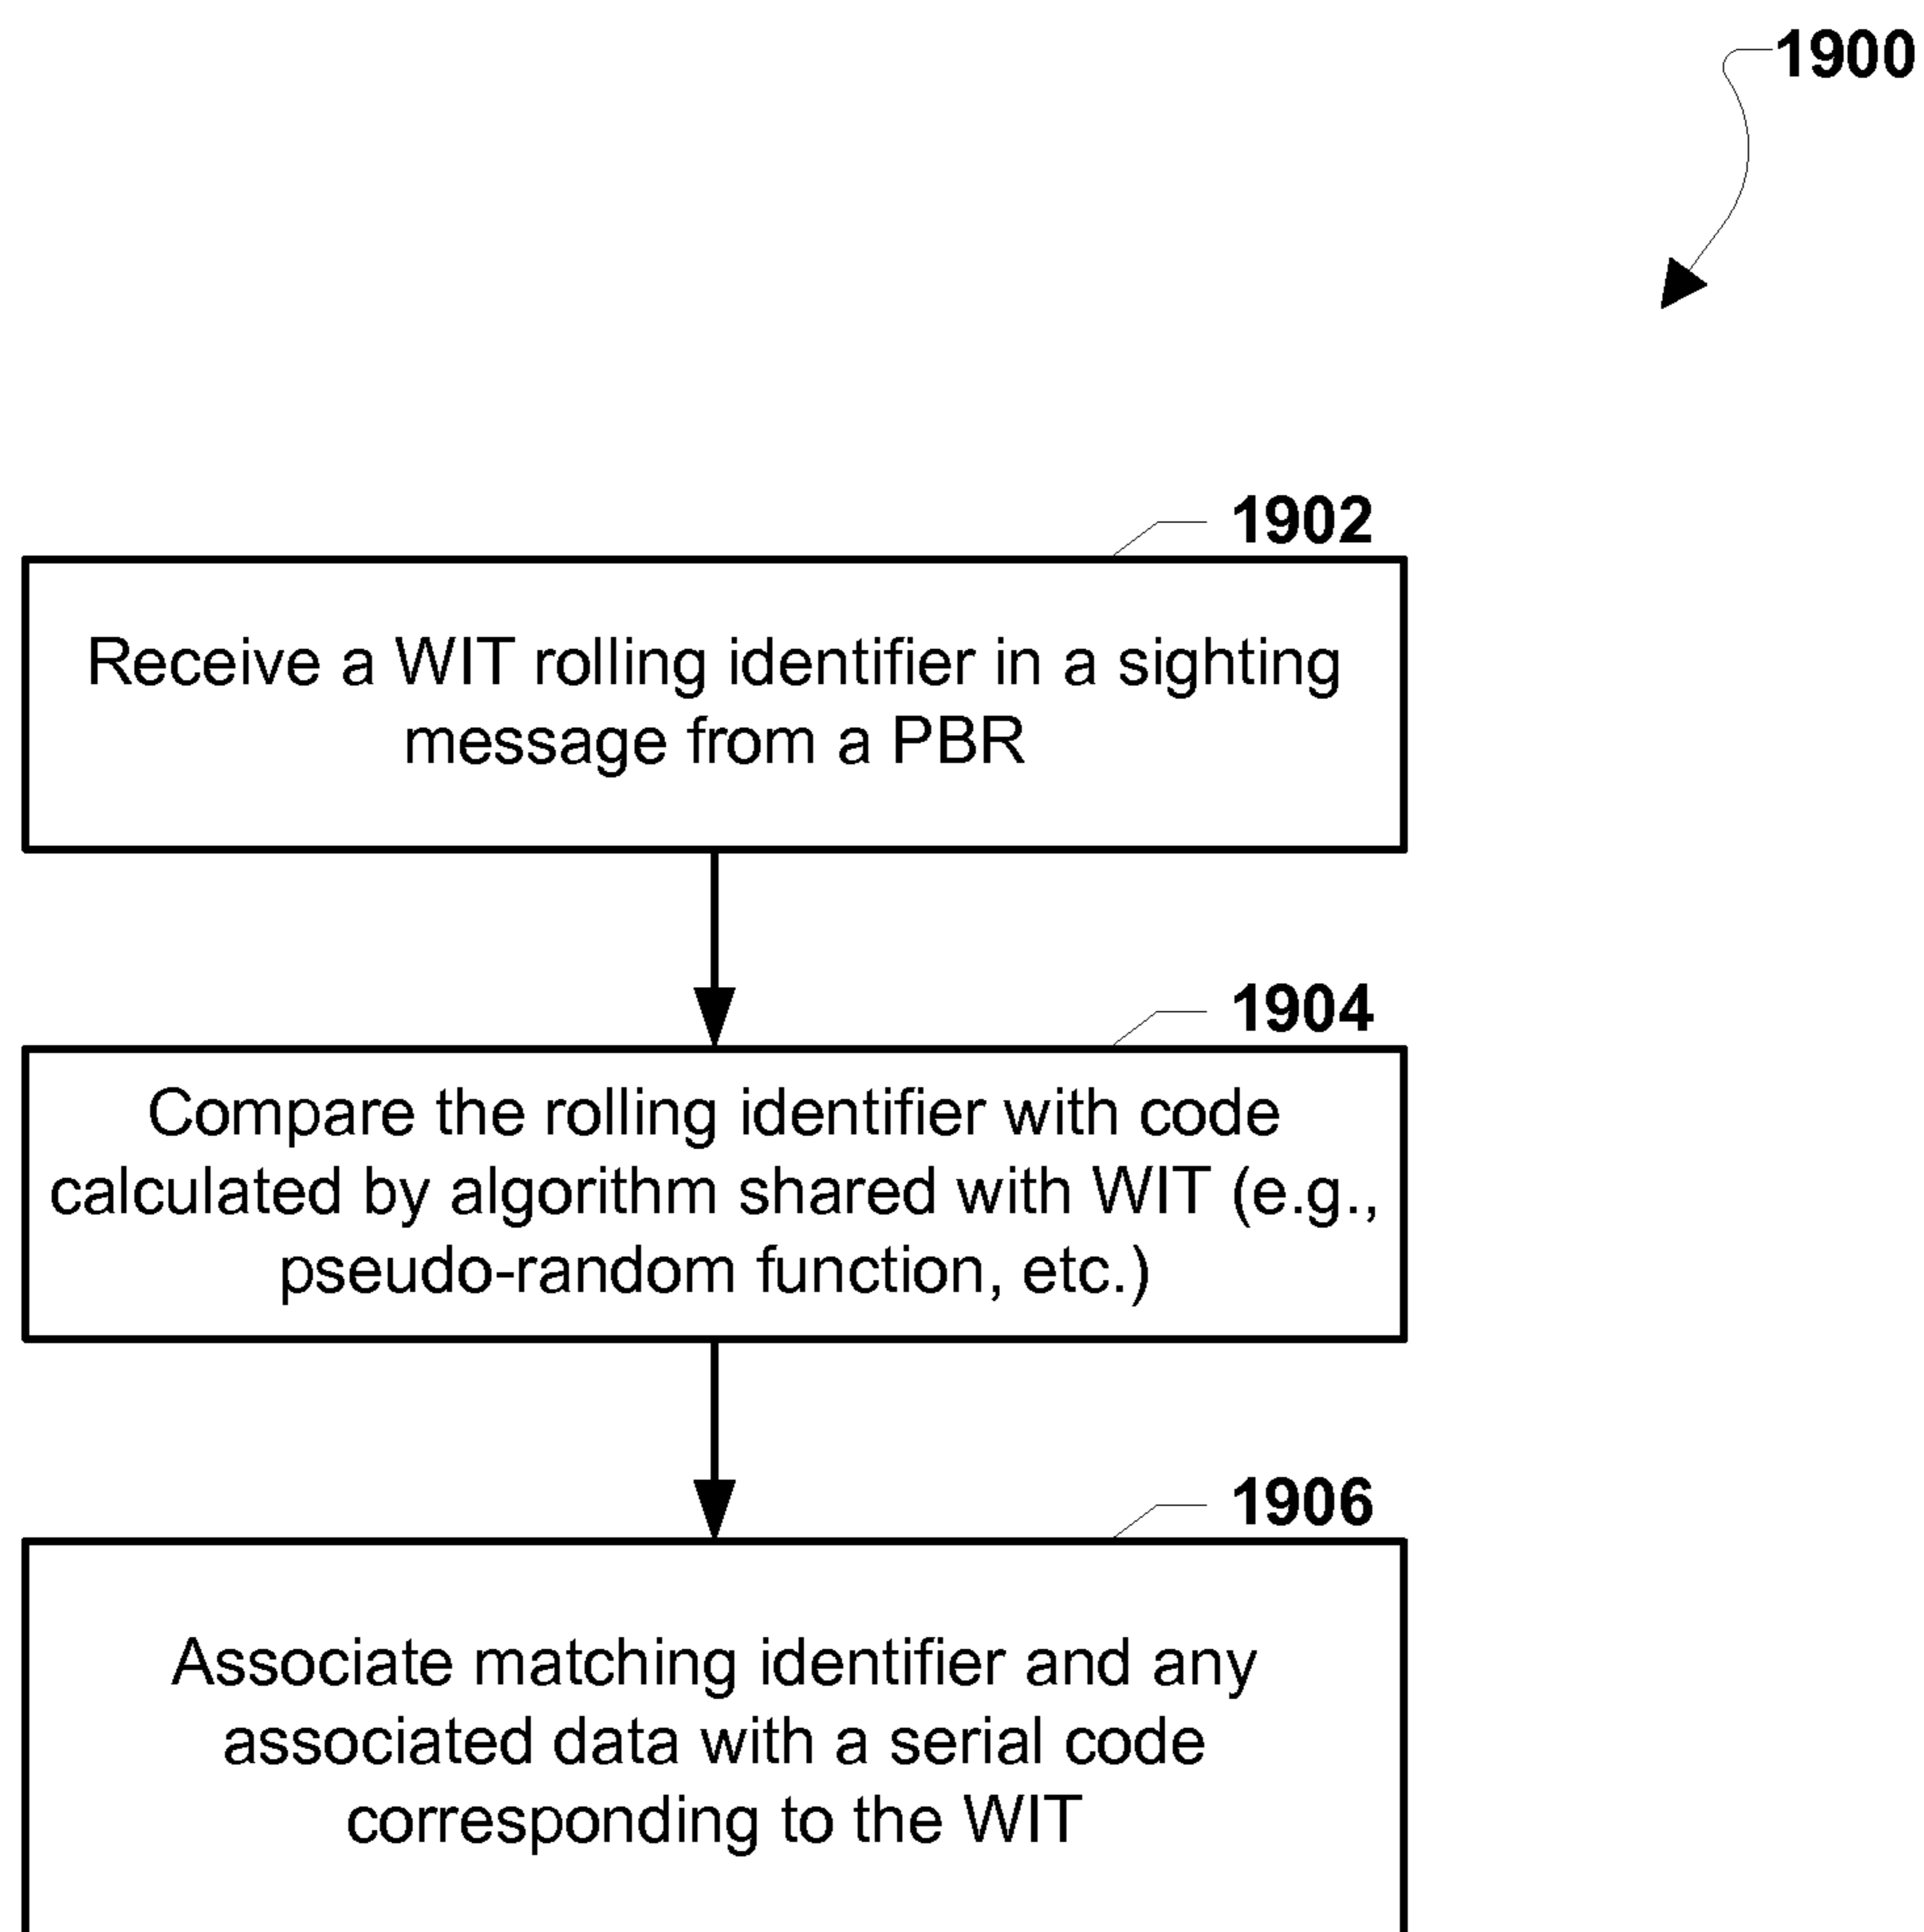 1900
1902
Receive a WIT rolling identifier in a sighting
message from a PBR
1904
Compare the rolling identifier with code
calculated by algorithm shared with WIT (e.g.,
pseudo-random function, etc.)
1906
Associate matching identifier and any
associated data with a serial code
corresponding to the WIT